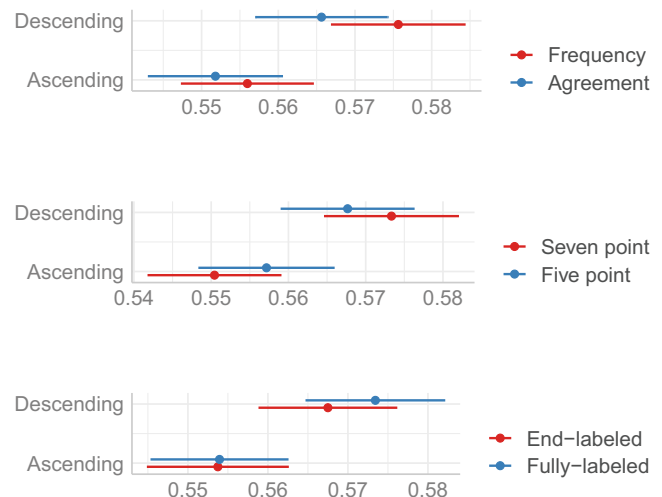 Descending
Ascending
0.55 0.56 0.57 0.58
Frequency
Agreement
Descending
Ascending
0.54 0.55 0.56 0.57 0.58
Seven point
Five point
Descending
Ascending
0.55 0.56 0.57 0.58
End−labeled
Fully−labeled